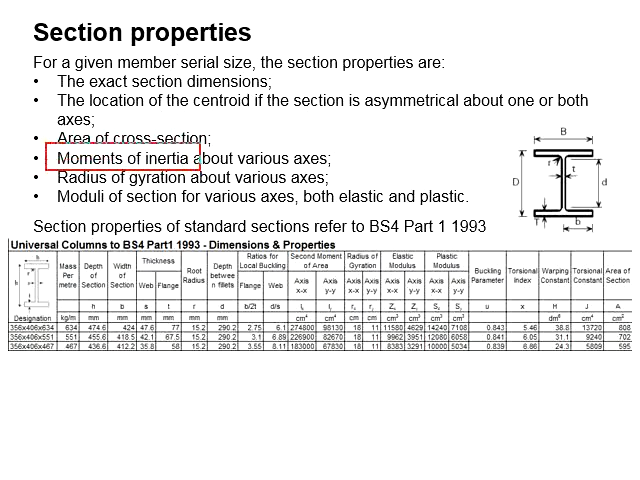 Section properties
For a given member serial size, the section properties are:
• The exact section dimensions;
• The location of the centroid if the section is asymmetrical about one or both
axes;
• Area of cross-section;
• Moments of inertia about various axes;
• Radius of gyration about various axes;
• Moduli of section for various axes, both elastic and plastic.
B
D
r
t
d
T
b
Section properties of standard sections refer to BS4 Part 1 1993
Universal Columns to BS4 Part1 1993 - Dimensions & Properties
Mass Depth Width Thickness Root Depth Ratios for Second Moment Radius of Elastic Plastic Buckling Torsional Warping Torsional Area of
Per of of Radius betwee Local Buckling of Area Gyration Modulus Modulus Parameter Index Constant Constant Section
metre Section Section Web Flange n fillets Flange Web Axis Axis Axis Axis Axis Axis Axis Axis
x-x y-y x-x y-y x-x y-y x-x y-y
h b s t r d b/2t d/s u x H J A
Designation kg/m mm mm mm mm mm mm cm4 cm4 cm cm cm3 cm3 cm3 cm3 dm6 cm4 cm2
356x406x634 634 474.6 424 47.6 77 15.2 290.2 2.75 6.1 274800 98130 18 11 11580 4629 14240 7108 0.843 5.46 38.8 13720 808
356x406x551 551 455.6 418.5 42.1 67.5 15.2 290.2 3.1 6.89 226900 82670 18 11 9962 3951 12080 6058 0.841 6.05 31.1 9240 702
356x406x467 467 436.6 412.2 35.8 58 15.2 290.2 3.55 8.11 183000 67830 18 11 8383 3291 10000 5034 0.839 6.86 24.3 5809 595